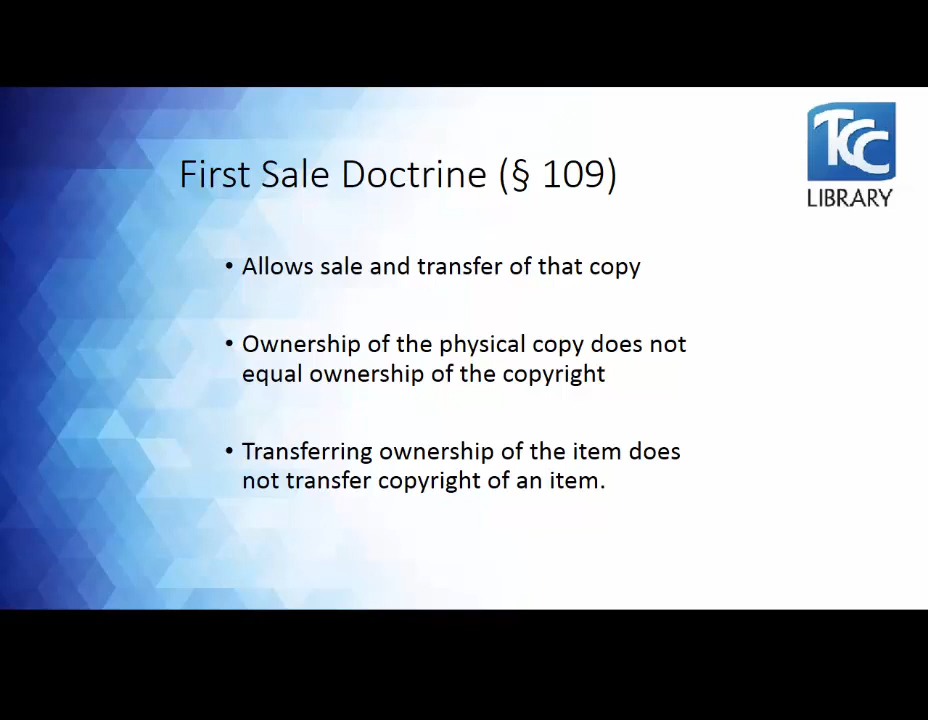 TCC
LIBRARY
First Sale Doctrine (§ 109)
• Allows sale and transfer of that copy
• Ownership of the physical copy does not
equal ownership of the copyright
• Transferring ownership of the item does
not transfer copyright of an item.